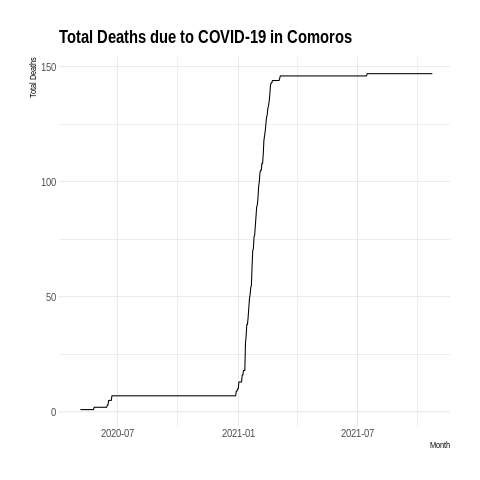 Total Deaths due to COVID-19 in Comoros
Total Deaths
150
100
50
0
2020-07 2021-01 2021-07
Month